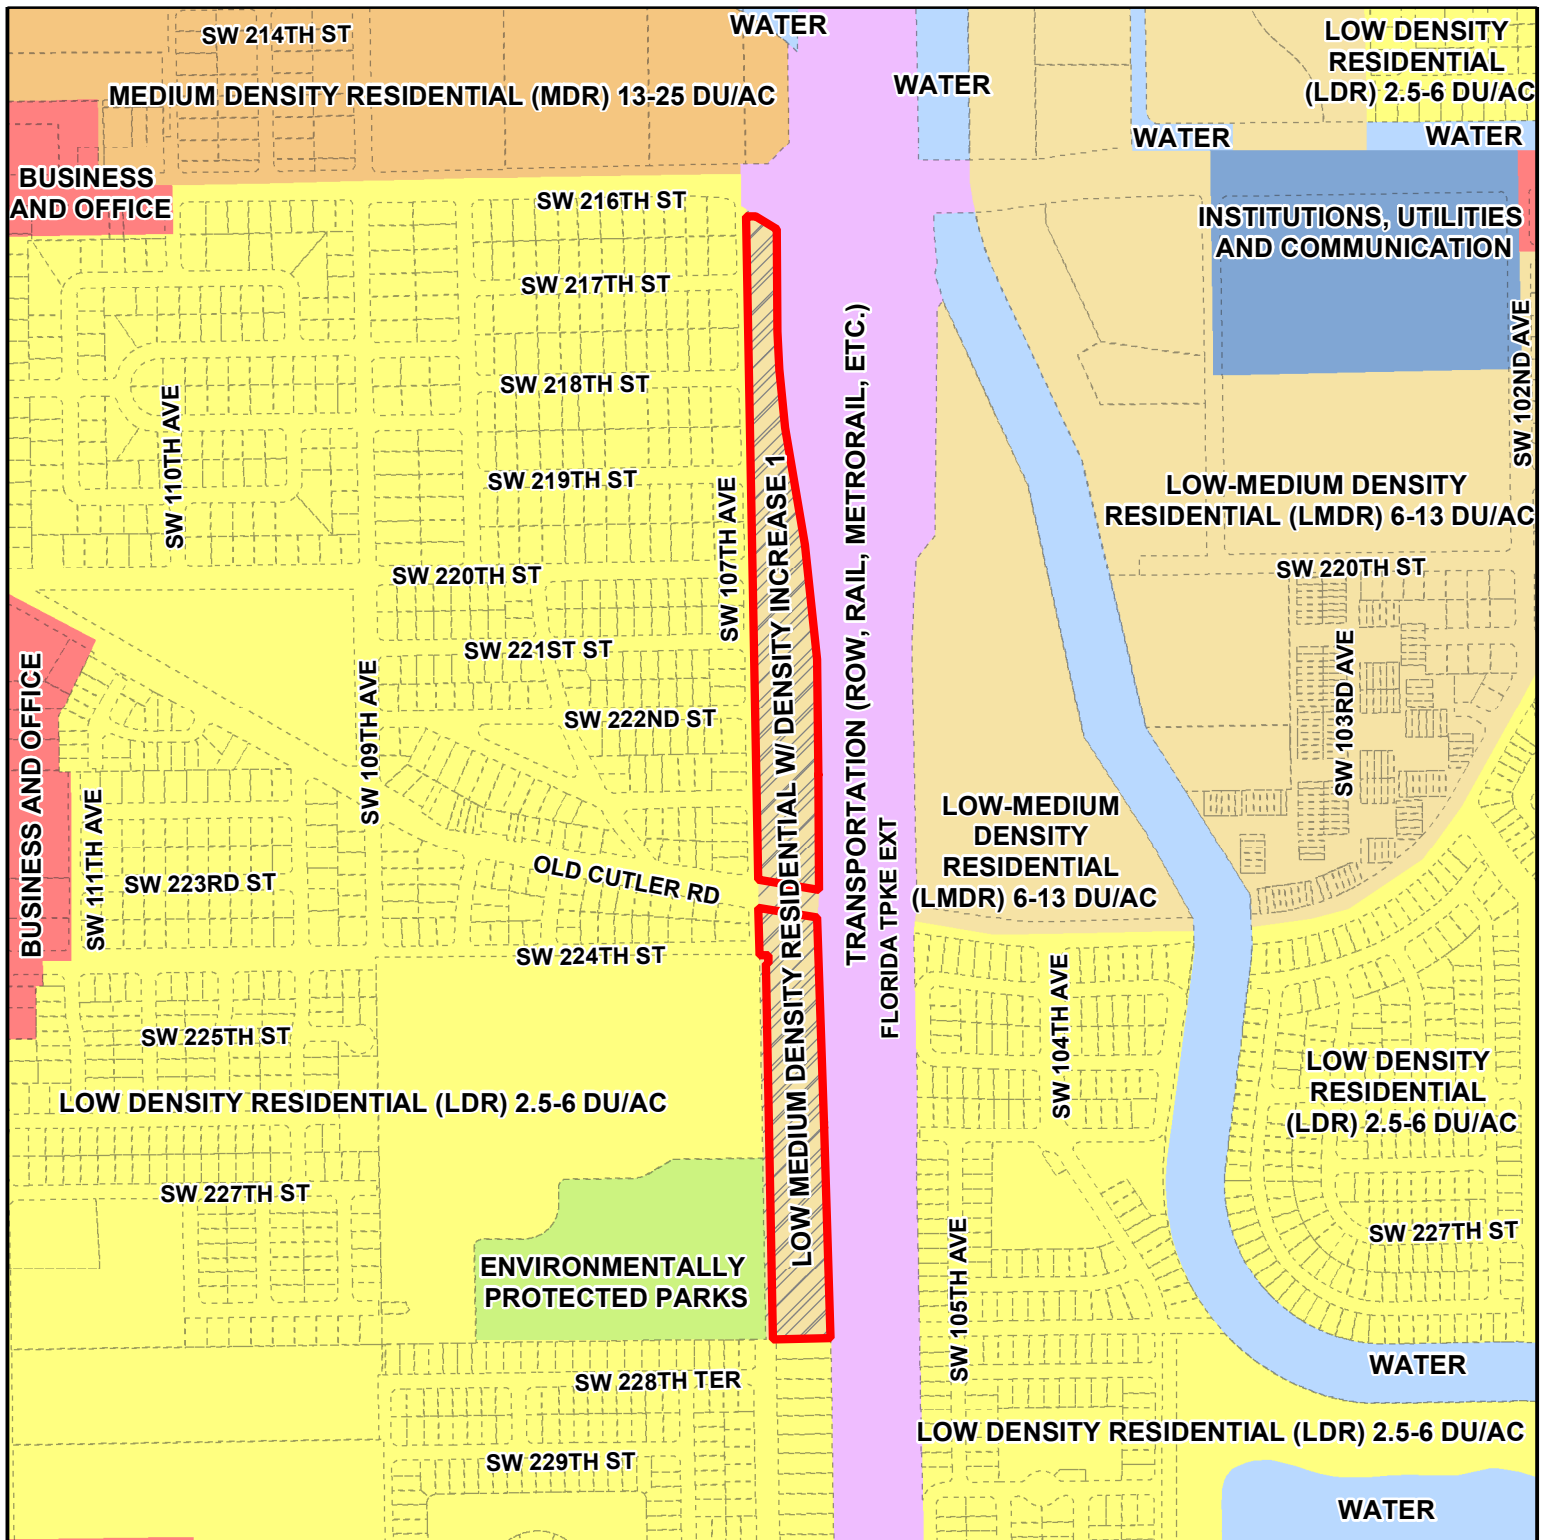 WATER
SW 214TH ST
LOW DENSITY
RESIDENTIAL
(LDR) 2.5-6 DU/AC
MEDIUM DENSITY RESIDENTIAL (MDR) 13-25 DU/AC
WATER
WATER
WATER
BUSINESS
AND OFFICE
SW 216TH ST
INSTITUTIONS, UTILITIES
AND COMMUNICATION
SW 217TH ST
SW 218TH ST
SW 102ND AVE
SW 110TH AVE
SW 219TH ST
LOW-MEDIUM DENSITY
RESIDENTIAL (LMDR) 6-13 DU/AC
SW 107TH AVE
SW 220TH ST
SW 220TH ST
LOW MEDIUM DENSITY RESIDENTIAL W/ DENSITY INCREASE 1
TRANSPORTATION (ROW, RAIL, METRORAIL, ETC.)
FLORIDA TPKE EXT
SW 221ST ST
SW 222ND ST
SW 109TH AVE
SW 103RD AVE
BUSINESS AND OFFICE
SW 111TH AVE
LOW-MEDIUM
DENSITY
RESIDENTIAL
(LMDR) 6-13 DU/AC
SW 223RD ST
OLD CUTLER RD
SW 224TH ST
SW 104TH AVE
SW 225TH ST
LOW DENSITY
RESIDENTIAL
(LDR) 2.5-6 DU/AC
LOW DENSITY RESIDENTIAL (LDR) 2.5-6 DU/AC
SW 227TH ST
SW 227TH ST
SW 105TH AVE
ENVIRONMENTALLY
PROTECTED PARKS
WATER
SW 228TH TER
LOW DENSITY RESIDENTIAL (LDR) 2.5-6 DU/AC
SW 229TH ST
WATER